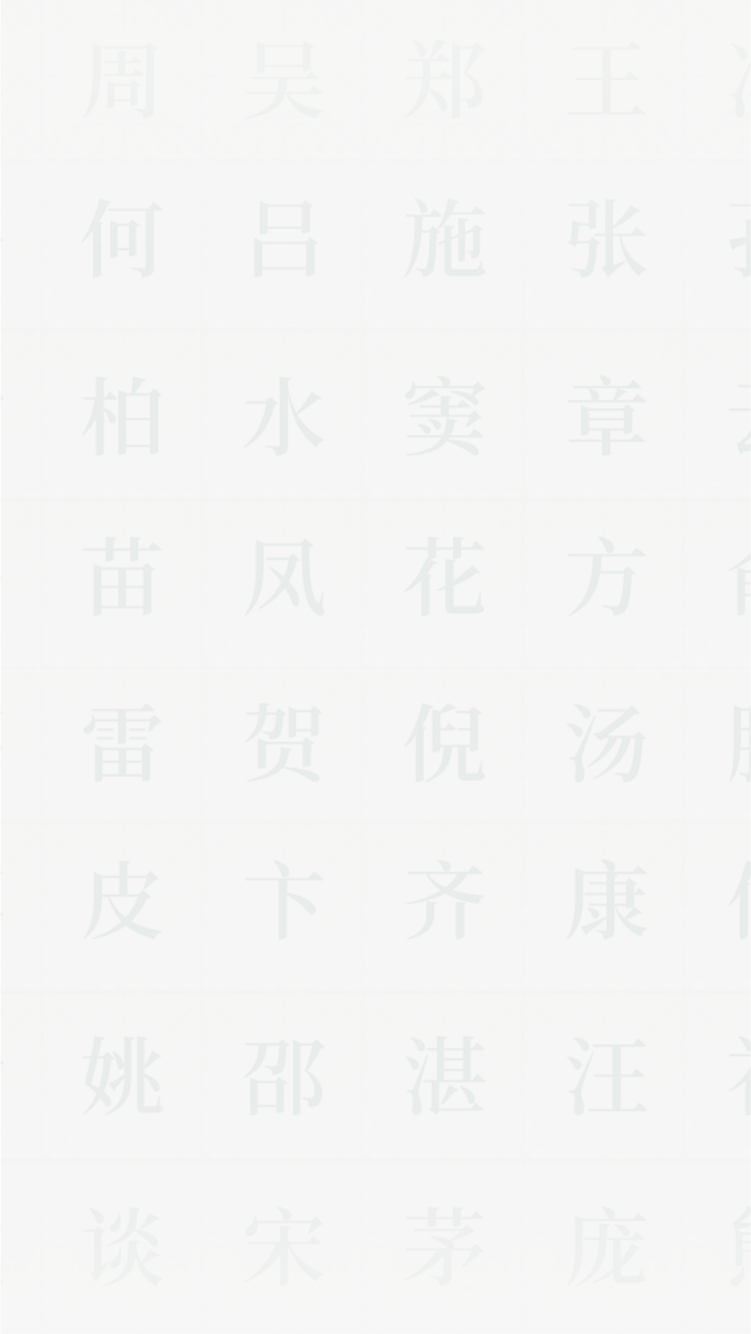 周 吴 郑 王
何 吕 施 张
柏 水 窦 章
苗 凤 花 方
雷 贺 倪 汤
皮 卞 齐 康
姚 邵 湛 汪
谈 宋 茅 庞